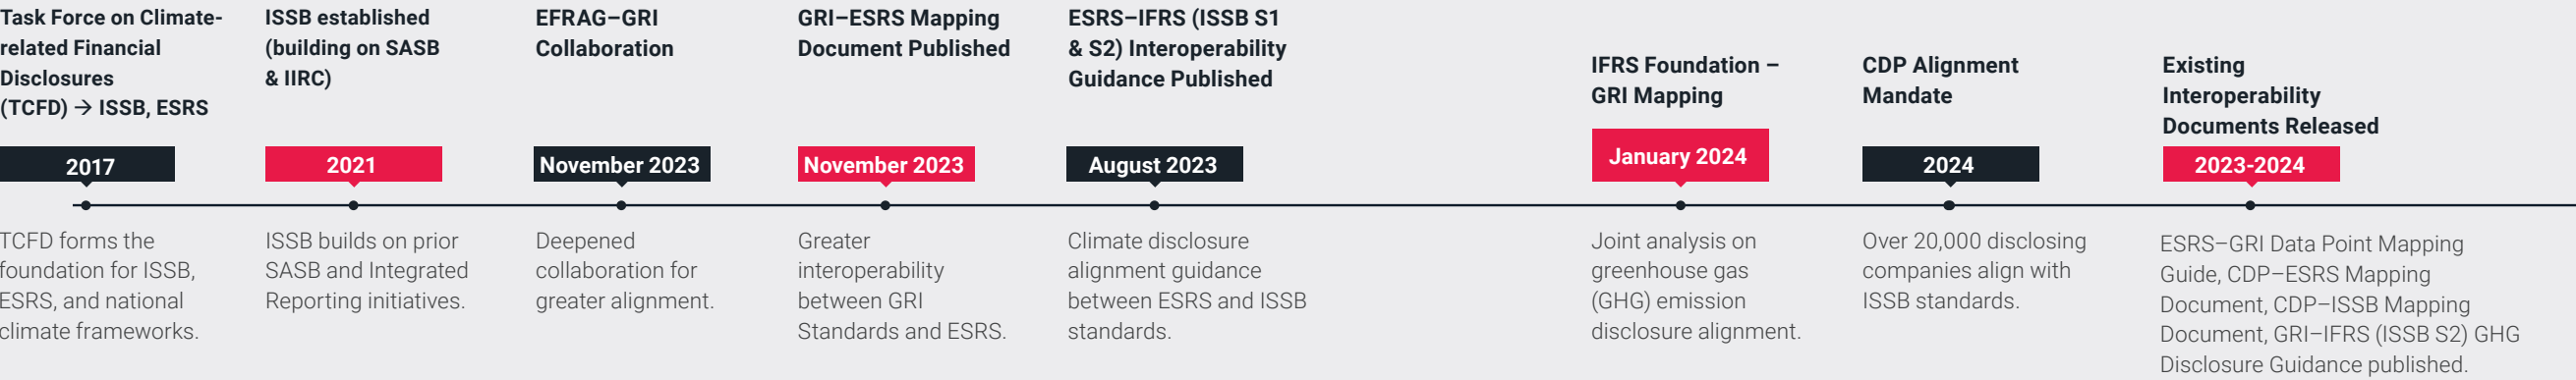 Task Force on Climate-
related Financial
Disclosures
(TCFD) → ISSB, ESRS
2017
TCFD forms the
foundation for ISSB,
ESRS, and national
climate frameworks.
ISSB established
(building on SASB
& IIRC)
2021
ISSB builds on prior
SASB and Integrated
Reporting initiatives.
EFRAG–GRI
Collaboration
November 2023
Deepened
collaboration for
greater alignment.
GRI–ESRS Mapping
Document Published
November 2023
Greater
interoperability
between GRI
Standards and ESRS.
ESRS–IFRS (ISSB S1
& S2) Interoperability
Guidance Published
August 2023
Climate disclosure
alignment guidance
between ESRS and ISSB
standards.
IFRS Foundation –
GRI Mapping
January 2024
Joint analysis on
greenhouse gas
(GHG) emission
disclosure alignment.
CDP Alignment
Mandate
2024
Over 20,000 disclosing
companies align with
ISSB standards.
Existing
Interoperability
Documents Released
2023-2024
ESRS–GRI Data Point Mapping
Guide, CDP–ESRS Mapping
Document, CDP–ISSB Mapping
Document, GRI–IFRS (ISSB S2) GHG
Disclosure Guidance published.